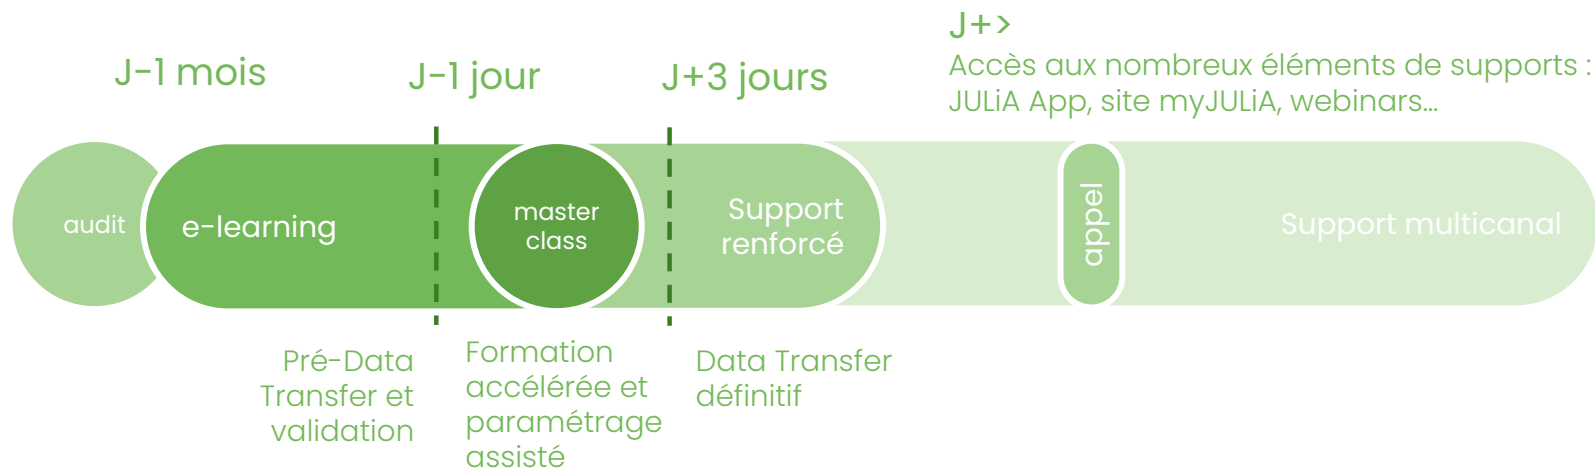 J-1 mois
J-1 jour
J+3 jours
J+>
Accès aux nombreux éléments de supports :
JULiA App, site myJULiA, webinars...
audit
e-learning
master
class
Support
renforcé
appel
Support multicanal
Pré-Data
Transfer et
validation
Formation
accélérée et
paramétrage
assisté
Data Transfer
définitif